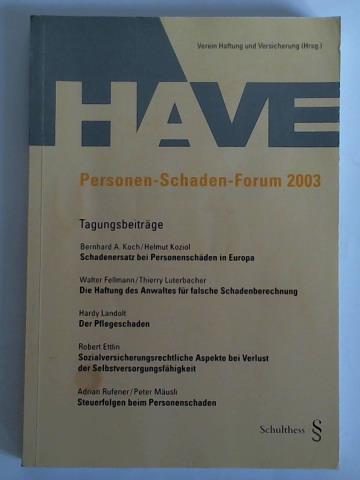 Verein Haftung und Versicherung (Hrsg.)
HAVE
Personen-Schaden-Forum 2003
Tagungsbeiträge
Bernhard A. Koch/Helmut Koziol
Schadenersatz bei Personenschäden in Europa
Walter Fellmann/Thierry Luterbacher
Die Haftung des Anwaltes für falsche Schadenberechnung
Hardy Landolt
Der Pflegeschaden
Robert Ettlin
Sozialversicherungsrechtliche Aspekte bei Verlust
der Selbstversorgungsfähigkeit
Adrian Rufener/Peter Mäusli
Steuerfolgen beim Personenschaden
Schulthess §